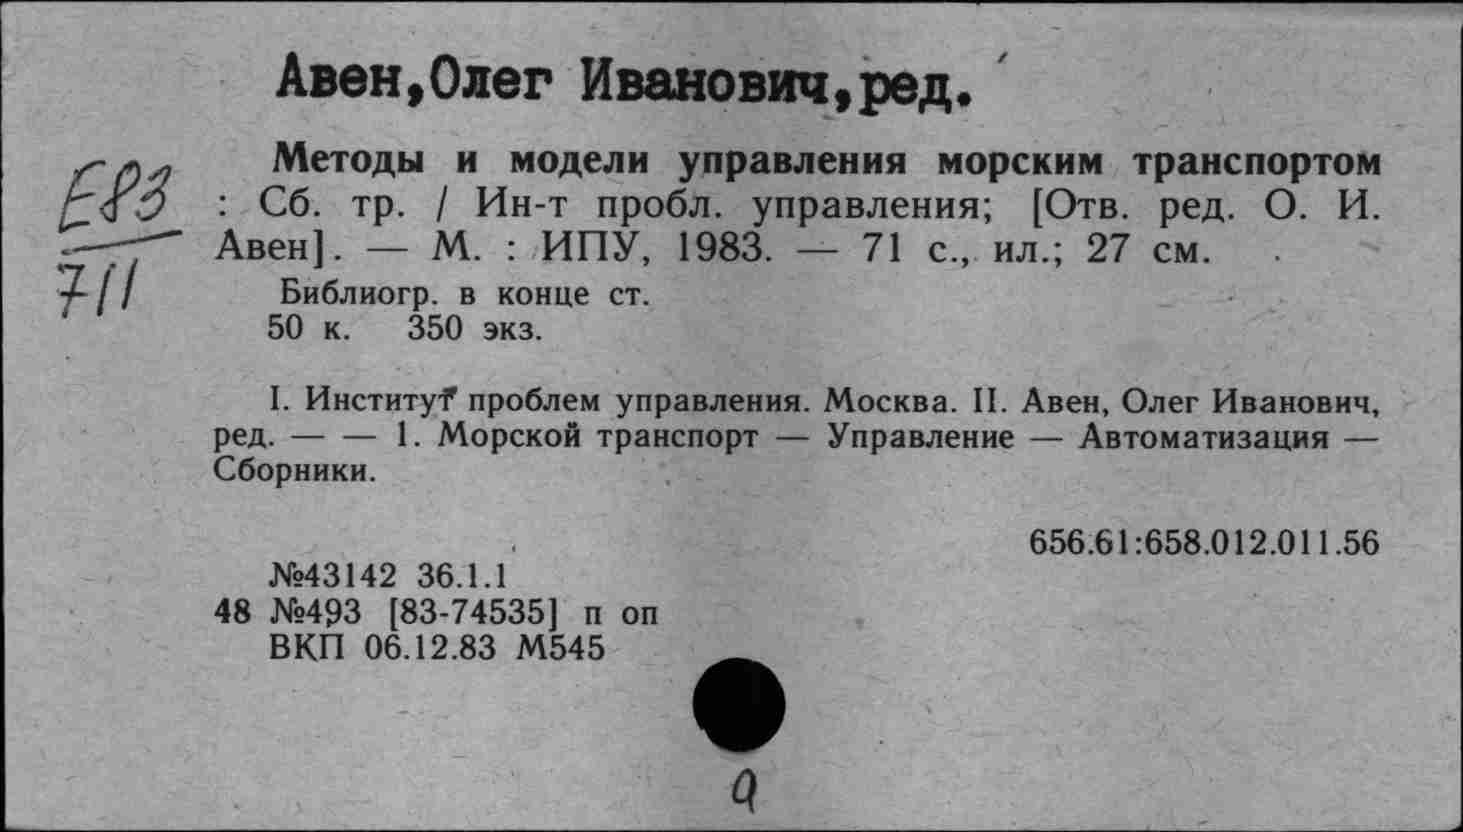 Авен,Олег Иванович,ред.
Методы и модели управления морским транспортом
Е83
: Сб. тр. / Ин-т пробл. управления; [Отв. ред. О. И.
Авен]. — М. : ИПУ, 1983. — 71 с., ил.; 27 см.
711
Библиогр. в конце ст.
50 к. 350 экз.
I. Институт проблем управления. Москва. II. Авен, Олег Иванович,
ред. — — 1. Морской транспорт — Управление — Автоматизация —
Сборники.
656.61:658.012.011.56
№43142 36.1.1
48 №493 [83-74535] п оп
ВКП 06.12.83 М545